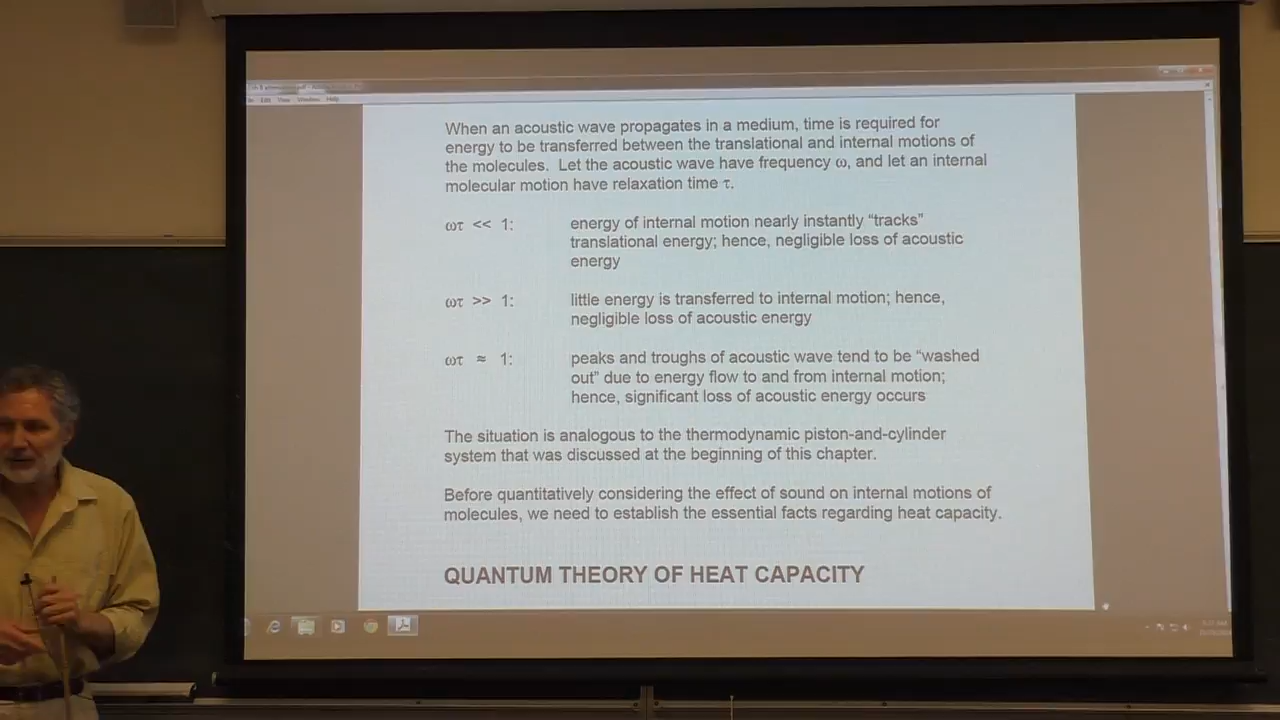 View Window Help
When an acoustic wave propagates in a medium, time is required for
energy to be transferred between the translational and internal motions of
the molecules. Let the acoustic wave have frequency ω, and let an internal
molecular motion have relaxation time τ.
ωτ << 1: energy of internal motion nearly instantly “tracks”
translational energy; hence, negligible loss of acoustic
energy
ωτ >> 1: little energy is transferred to internal motion; hence,
negligible loss of acoustic energy
ωτ ≈ 1: peaks and troughs of acoustic wave tend to be “washed
out” due to energy flow to and from internal motion;
hence, significant loss of acoustic energy occurs
The situation is analogous to the thermodynamic piston-and-cylinder
system that was discussed at the beginning of this chapter.
Before quantitatively considering the effect of sound on internal motions of
molecules, we need to establish the essential facts regarding heat capacity.
QUANTUM THEORY OF HEAT CAPACITY